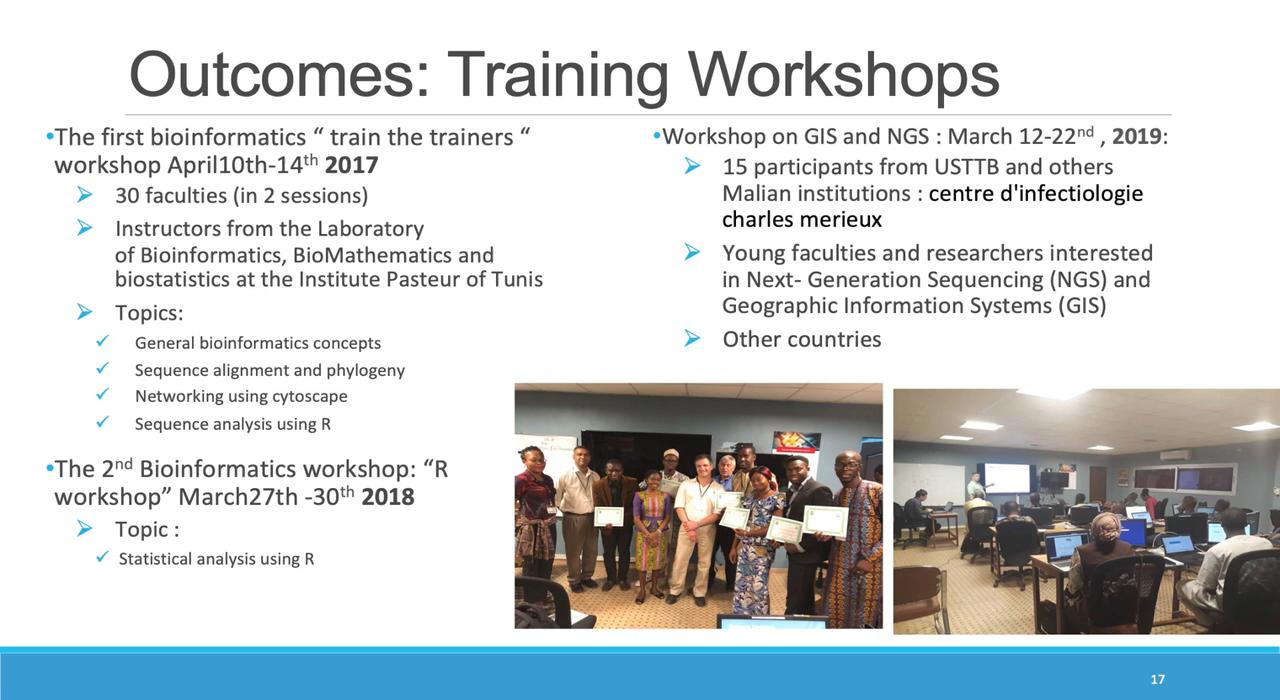 Outcomes: Training Workshops
•The first bioinformatics “ train the trainers “
workshop April10th-14th 2017
30 faculties (in 2 sessions)
Instructors from the Laboratory
of Bioinformatics, BioMathematics and
biostatistics at the Institute Pasteur of Tunis
Topics:
General bioinformatics concepts
Sequence alignment and phylogeny
Networking using cytoscape
Sequence analysis using R
•The 2nd Bioinformatics workshop: “R
workshop” March27th -30th 2018
Topic :
Statistical analysis using R
•Workshop on GIS and NGS : March 12-22nd , 2019:
15 participants from USTTB and others
Malian institutions : centre d'infectiologie
charles merieux
Young faculties and researchers interested
in Next- Generation Sequencing (NGS) and
Geographic Information Systems (GIS)
Other countries
17